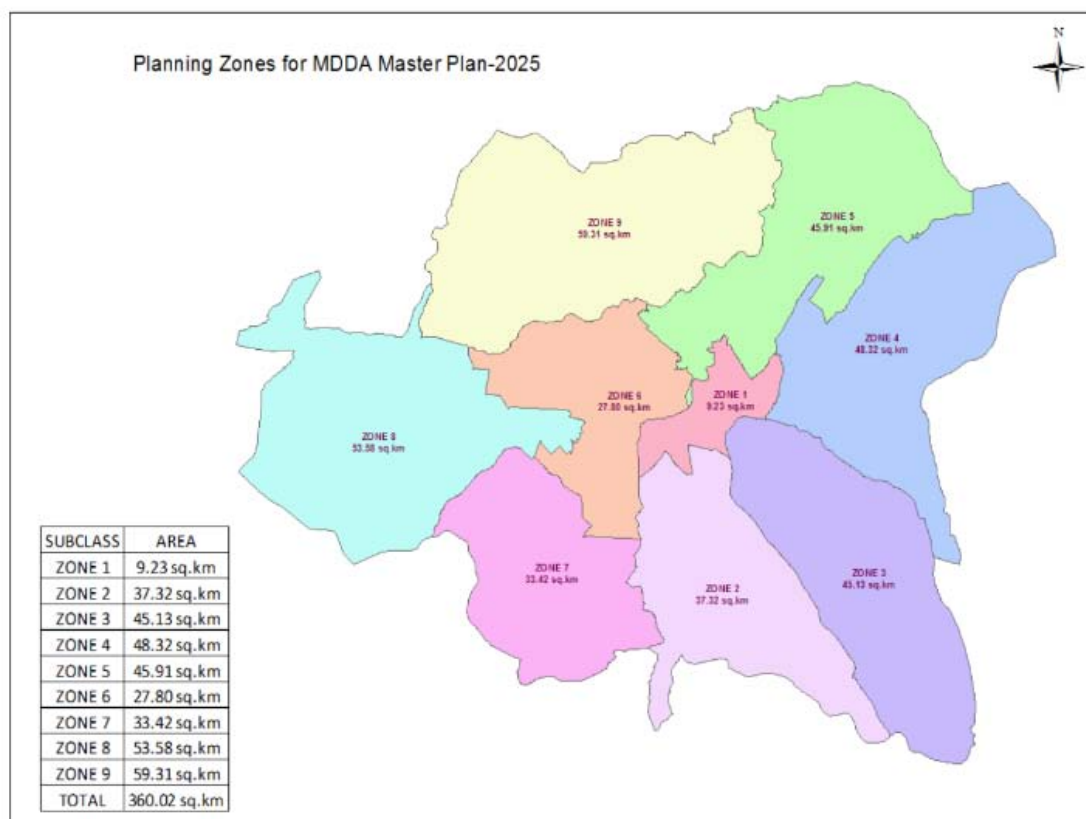 N
Planning Zones for MDDA Master Plan-2025
ZONE 9
59.31 sq.km
ZONE 5
45.91 sq.km
ZONE 4
48.32 sq.km
ZONE 6
27.80 sq.km
ZONE 1
9.23 sq.km
ZONE 8
53.58 sq.km
ZONE 7
33.42 sq.km
ZONE 2
37.32 sq.km
ZONE 3
45.13 sq.km
SUBCLASS AREA
ZONE 1 9.23 sq.km
ZONE 2 37.32 sq.km
ZONE 3 45.13 sq.km
ZONE 4 48.32 sq.km
ZONE 5 45.91 sq.km
ZONE 6 27.80 sq.km
ZONE 7 33.42 sq.km
ZONE 8 53.58 sq.km
ZONE 9 59.31 sq.km
TOTAL 360.02 sq.km